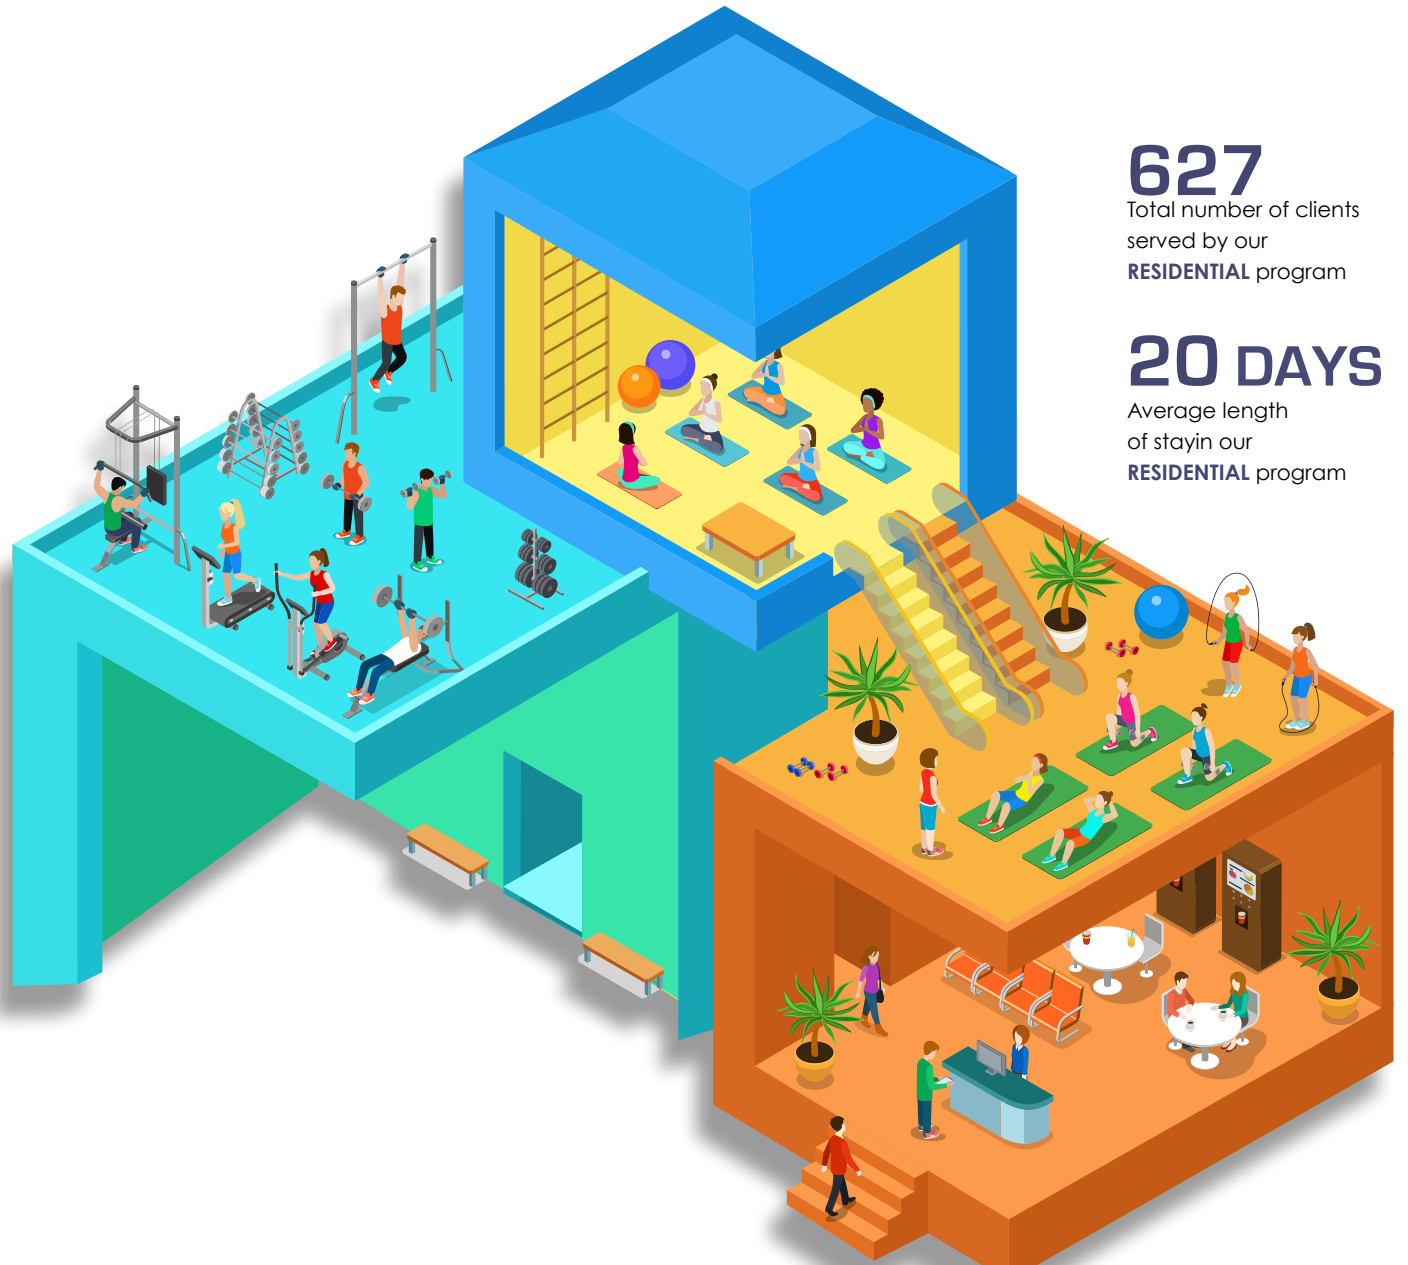 627
Total number of clients
served by our
RESIDENTIAL program
20 DAYS
Average length
of stayin our
RESIDENTIAL program